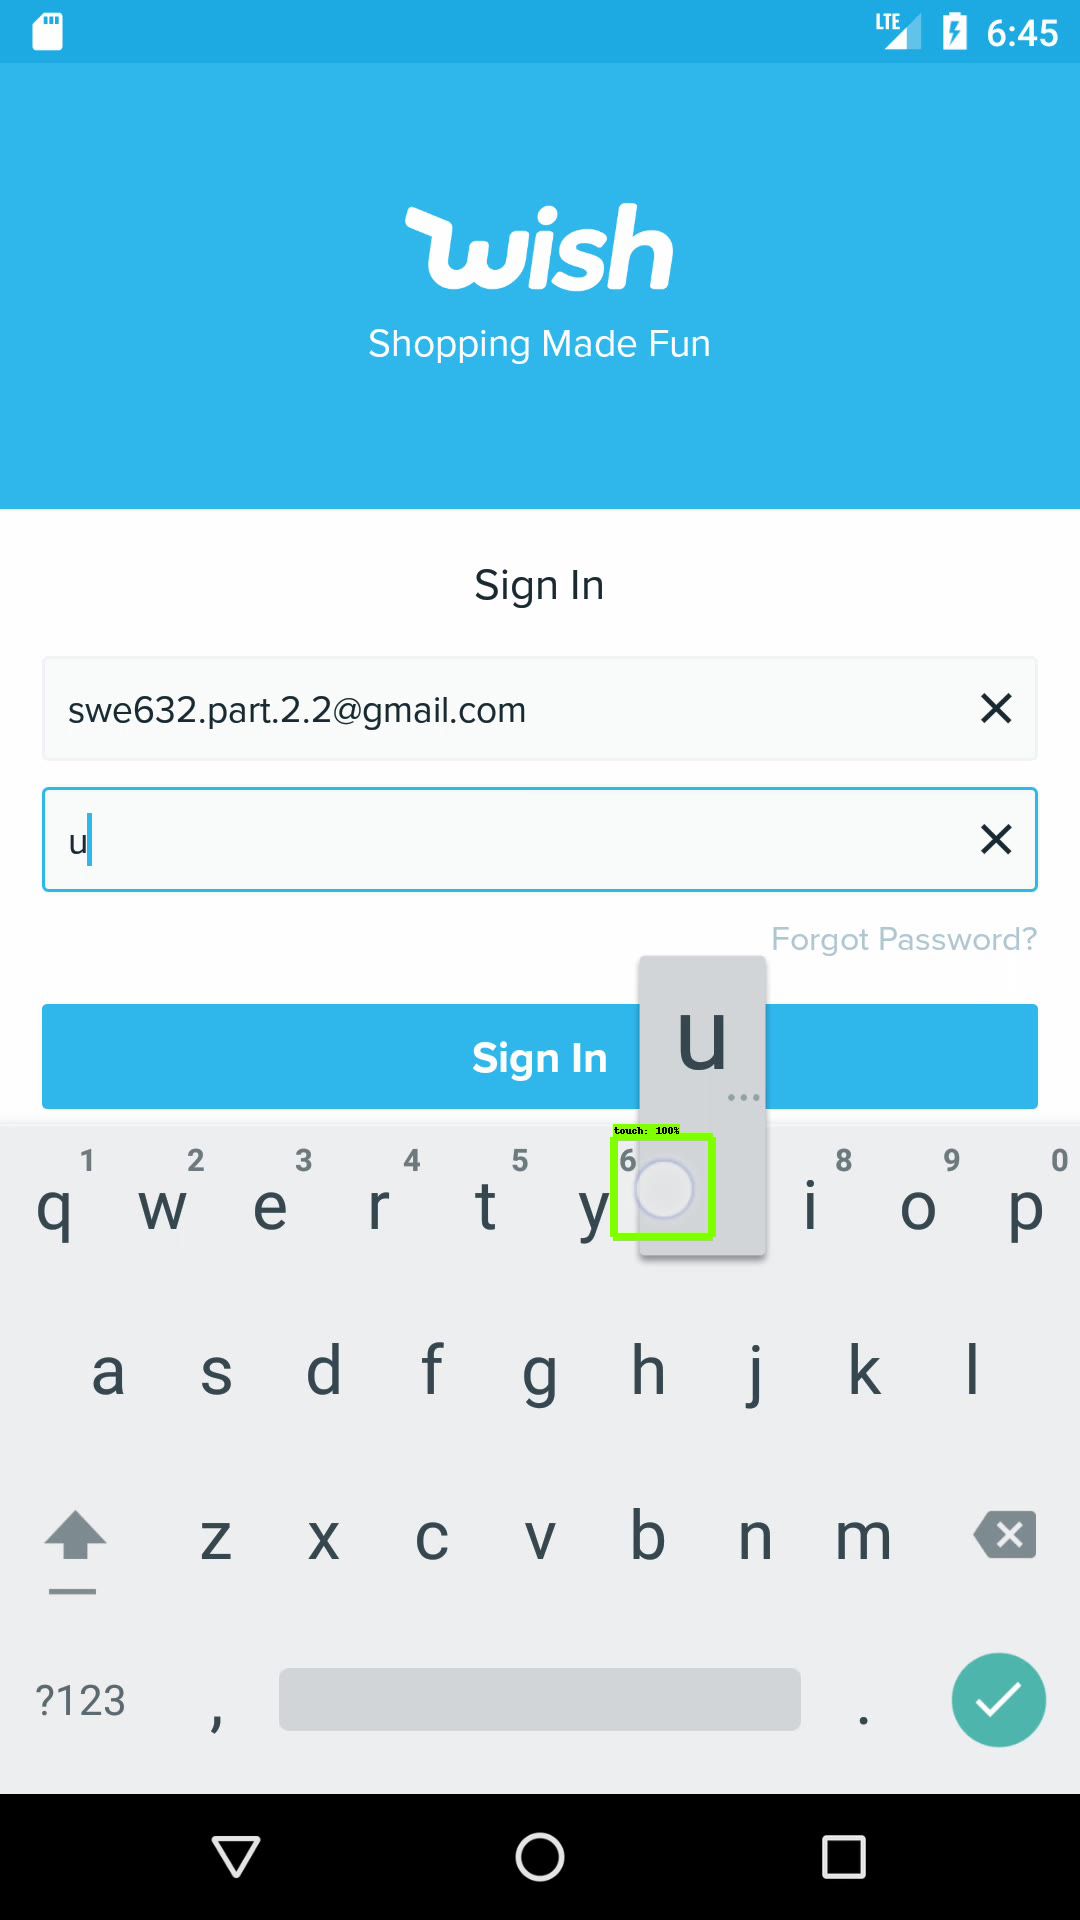 LTE 6:45
wish
Shopping Made Fun
Sign In
swe632.part.2.2@gmail.com
u
Forgot Password?
Sign In
u
touch: 100%
1 2 3 4 5 6 8 9 0
q w e r t y i o p
a s d f g h j k l
z x c v b n m
?123 , .